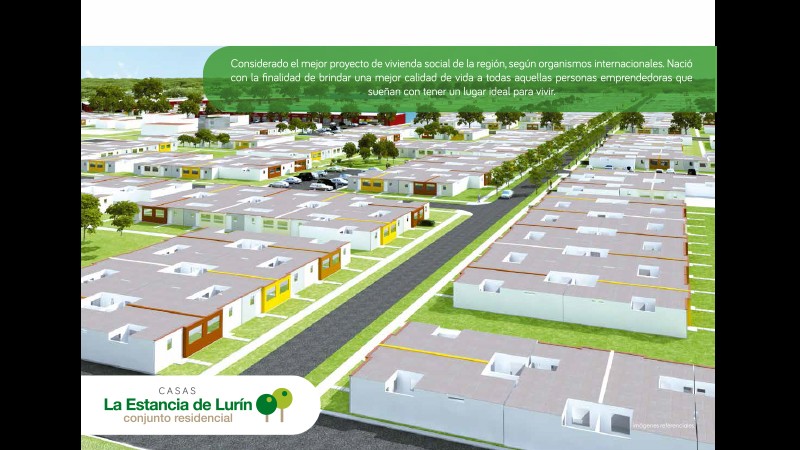 Considerado el mejor proyecto de vivienda social de la región, según organismos internacionales. Nació
con la finalidad de brindar una mejor calidad de vida a todas aquellas personas emprendedoras que
sueñan con tener un lugar ideal para vivir.
CASAS
La Estancia de Lurín
conjunto residencial
Imágenes referenciales